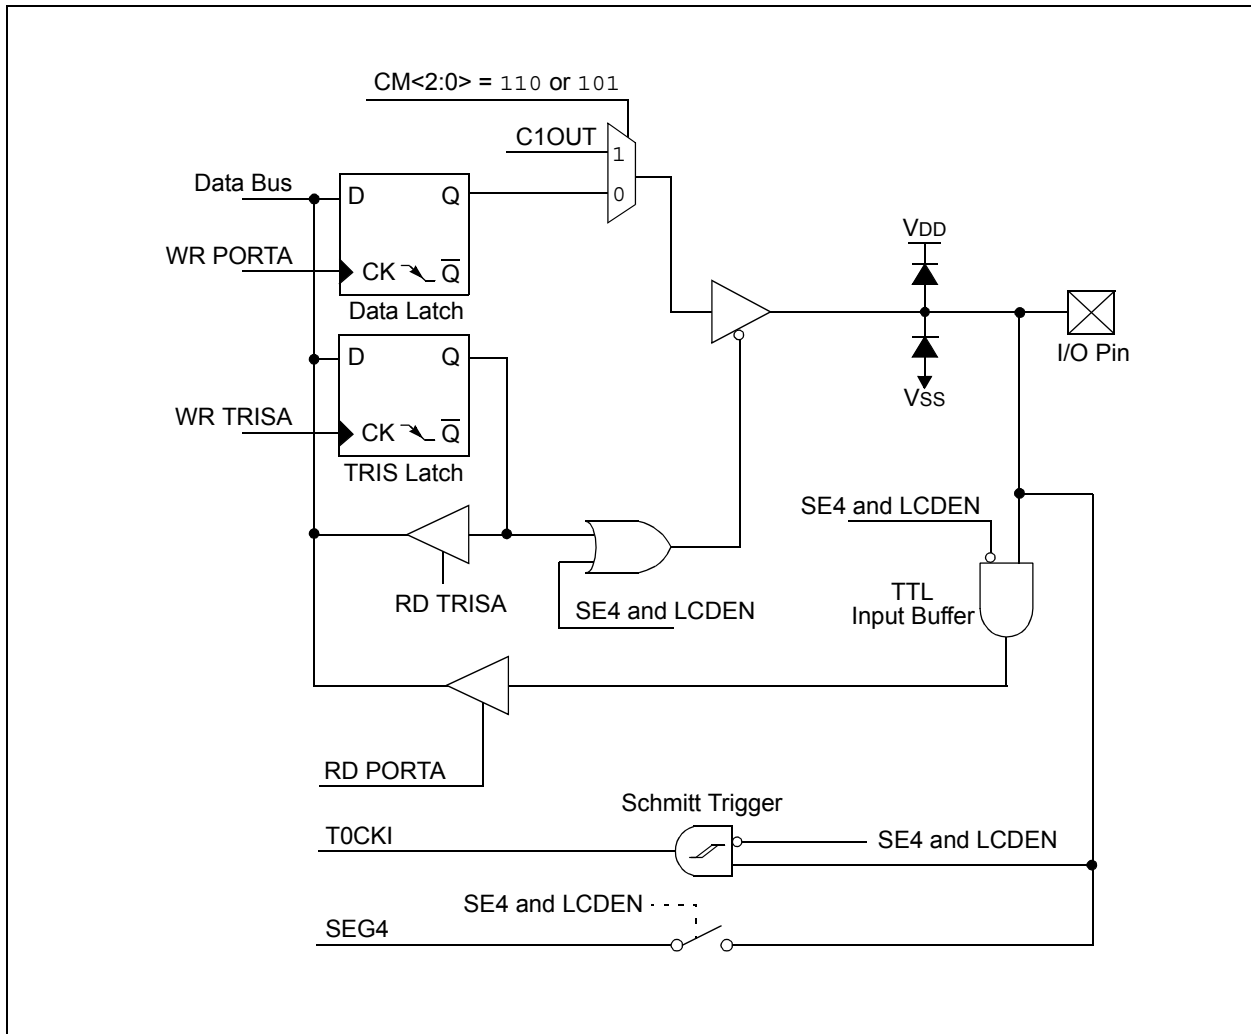 CM<2:0> = 110 or 101
C1OUT
1
0
Data Bus
D Q
WR PORTA
CK Q̅
Data Latch
VDD
I/O Pin
VSS
D Q
WR TRISA
CK Q̅
TRIS Latch
SE4 and LCDEN
RD TRISA
SE4 and LCDEN
TTL
Input Buffer
RD PORTA
Schmitt Trigger
T0CKI
SE4 and LCDEN
SE4 and LCDEN
SEG4